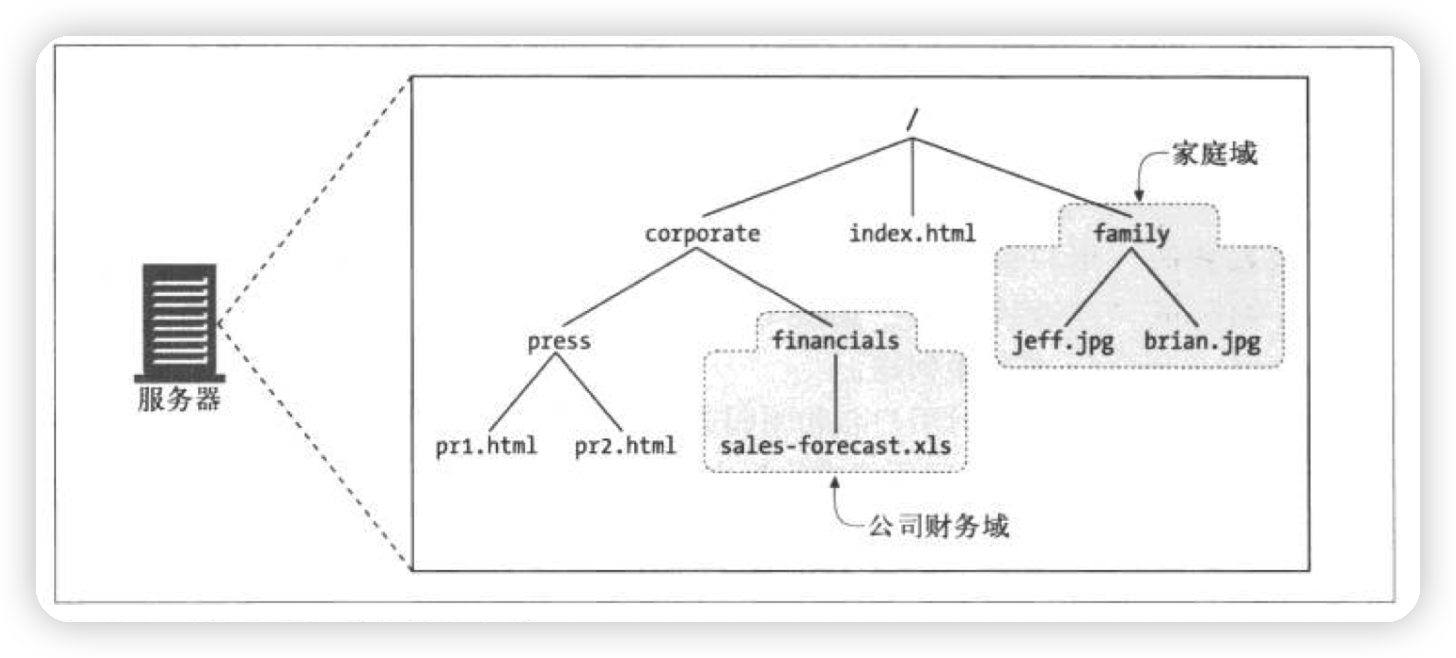 /
家庭域
corporate
index.html
family
press
financials
jeff.jpg
brian.jpg
服务器
pr1.html
pr2.html
sales-forecast.xls
公司财务域